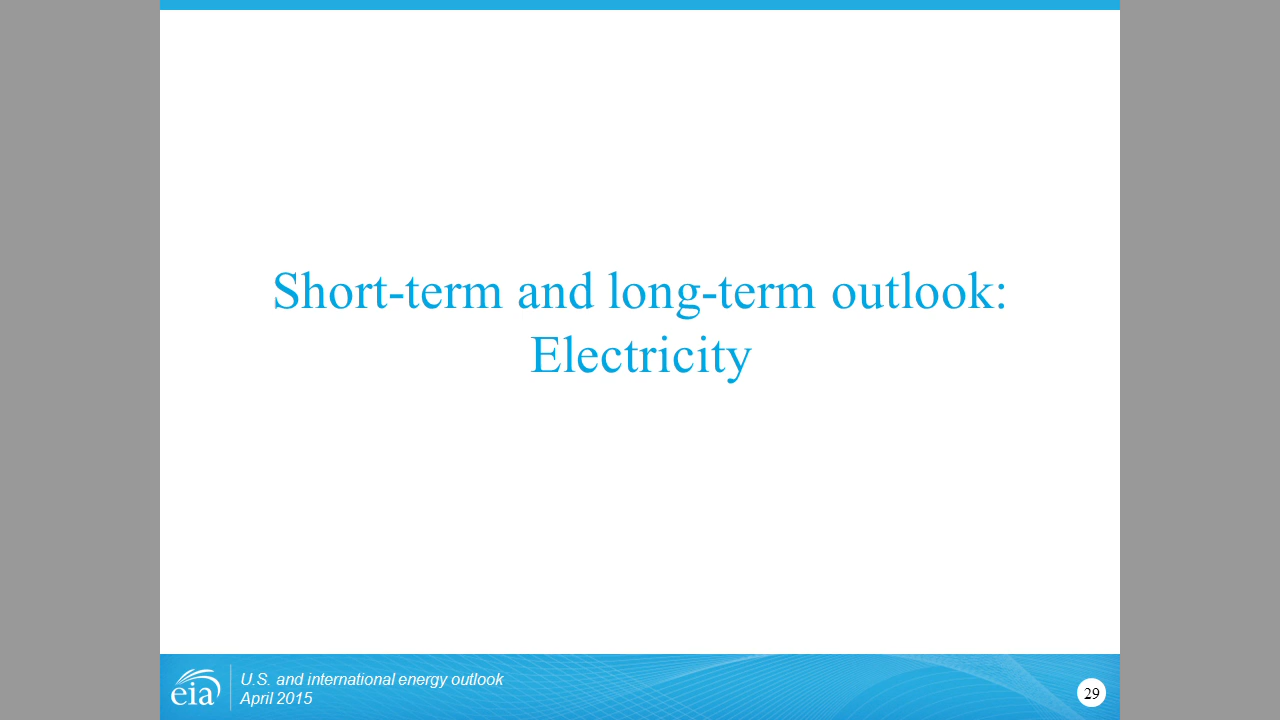 Short-term and long-term outlook:
Electricity
eia
U.S. and international energy outlook
April 2015
29